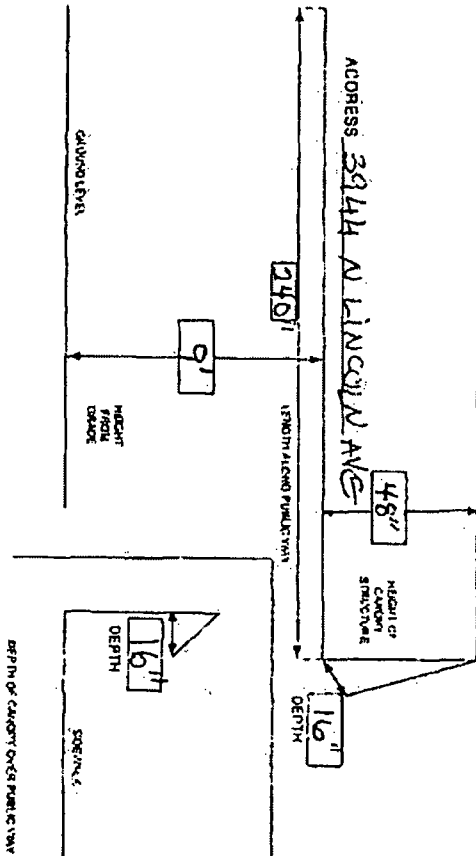 ADDRESS 3944 N LINCOLN AVE
48"
HEIGHT OF
CANOPY
STRUCTURE
240"
LENGTH ALONG PUBLIC WAY
16"
DEPTH
9'
HEIGHT
FROM
GRADE
GROUND LEVEL
16"
DEPTH
SIDEWALK
DEPTH OF CANOPY OVER PUBLIC WAY